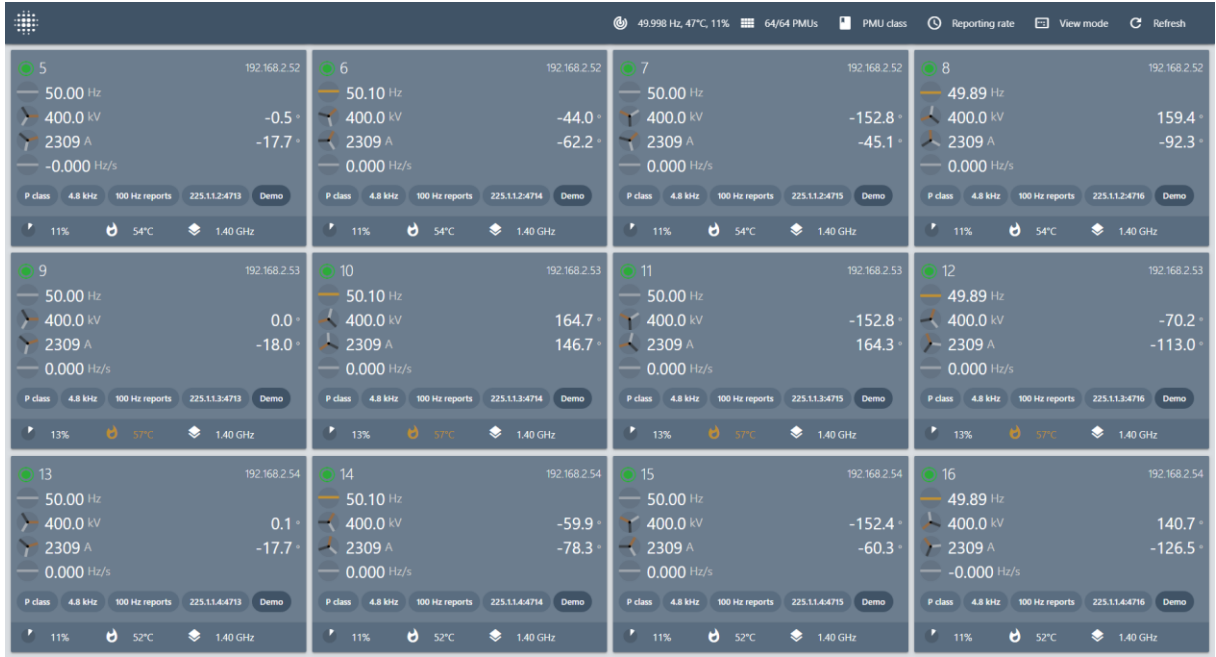 49.998 Hz, 47°C, 11% 64/64 PMUs PMU class Reporting rate View mode Refresh
5 192.168.2.52
50.00 Hz
400.0 kV -0.5 °
2309 A -17.7 °
-0.000 Hz/s
P class 4.8 kHz 100 Hz reports 225.1.1.2:4713 Demo
11% 54°C 1.40 GHz
6 192.168.2.52
50.10 Hz
400.0 kV -44.0 °
2309 A -62.2 °
0.000 Hz/s
P class 4.8 kHz 100 Hz reports 225.1.1.2:4714 Demo
11% 54°C 1.40 GHz
7 192.168.2.52
50.00 Hz
400.0 kV -152.8 °
2309 A -45.1 °
0.000 Hz/s
P class 4.8 kHz 100 Hz reports 225.1.1.2:4715 Demo
11% 54°C 1.40 GHz
8 192.168.2.52
49.89 Hz
400.0 kV 159.4 °
2309 A -92.3 °
0.000 Hz/s
P class 4.8 kHz 100 Hz reports 225.1.1.2:4716 Demo
11% 54°C 1.40 GHz
9 192.168.2.53
50.00 Hz
400.0 kV 0.0 °
2309 A -18.0 °
0.000 Hz/s
P class 4.8 kHz 100 Hz reports 225.1.1.3:4713 Demo
13% 57°C 1.40 GHz
10 192.168.2.53
50.10 Hz
400.0 kV 164.7 °
2309 A 146.7 °
0.000 Hz/s
P class 4.8 kHz 100 Hz reports 225.1.1.3:4714 Demo
13% 57°C 1.40 GHz
11 192.168.2.53
50.00 Hz
400.0 kV -152.8 °
2309 A 164.3 °
0.000 Hz/s
P class 4.8 kHz 100 Hz reports 225.1.1.3:4715 Demo
13% 57°C 1.40 GHz
12 192.168.2.53
49.89 Hz
400.0 kV -70.2 °
2309 A -113.0 °
0.000 Hz/s
P class 4.8 kHz 100 Hz reports 225.1.1.3:4716 Demo
13% 57°C 1.40 GHz
13 192.168.2.54
50.00 Hz
400.0 kV 0.1 °
2309 A -17.7 °
0.000 Hz/s
P class 4.8 kHz 100 Hz reports 225.1.1.4:4713 Demo
11% 52°C 1.40 GHz
14 192.168.2.54
50.10 Hz
400.0 kV -59.9 °
2309 A -78.3 °
0.000 Hz/s
P class 4.8 kHz 100 Hz reports 225.1.1.4:4714 Demo
11% 52°C 1.40 GHz
15 192.168.2.54
50.00 Hz
400.0 kV -152.4 °
2309 A -60.3 °
0.000 Hz/s
P class 4.8 kHz 100 Hz reports 225.1.1.4:4715 Demo
11% 52°C 1.40 GHz
16 192.168.2.54
49.89 Hz
400.0 kV 140.7 °
2309 A -126.5 °
-0.000 Hz/s
P class 4.8 kHz 100 Hz reports 225.1.1.4:4716 Demo
11% 52°C 1.40 GHz